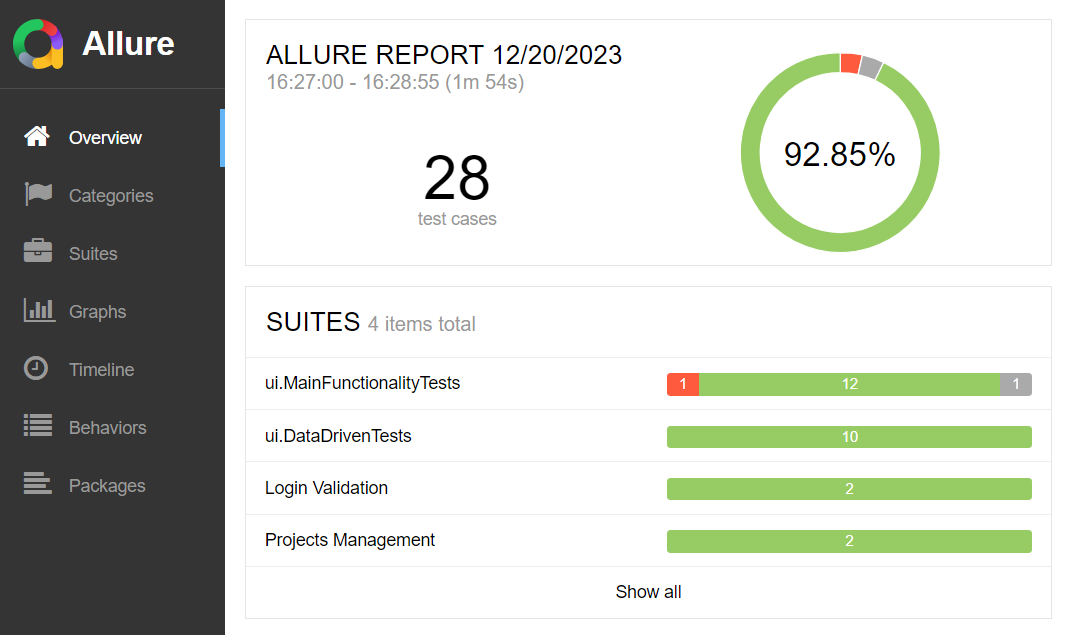 Allure
Overview
Categories
Suites
Graphs
Timeline
Behaviors
Packages
ALLURE REPORT 12/20/2023
16:27:00 - 16:28:55 (1m 54s)
28
test cases
92.85%
SUITES 4 items total
ui.MainFunctionalityTests 1 12 1
ui.DataDrivenTests 10
Login Validation 2
Projects Management 2
Show all